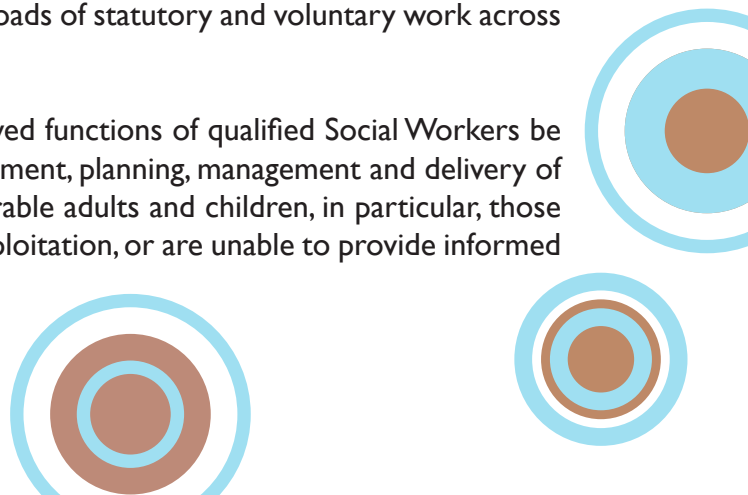 oads of statutory and voluntary work across
ved functions of qualified Social Workers be
ment, planning, management and delivery of
rable adults and children, in particular, those
ploitation, or are unable to provide informed